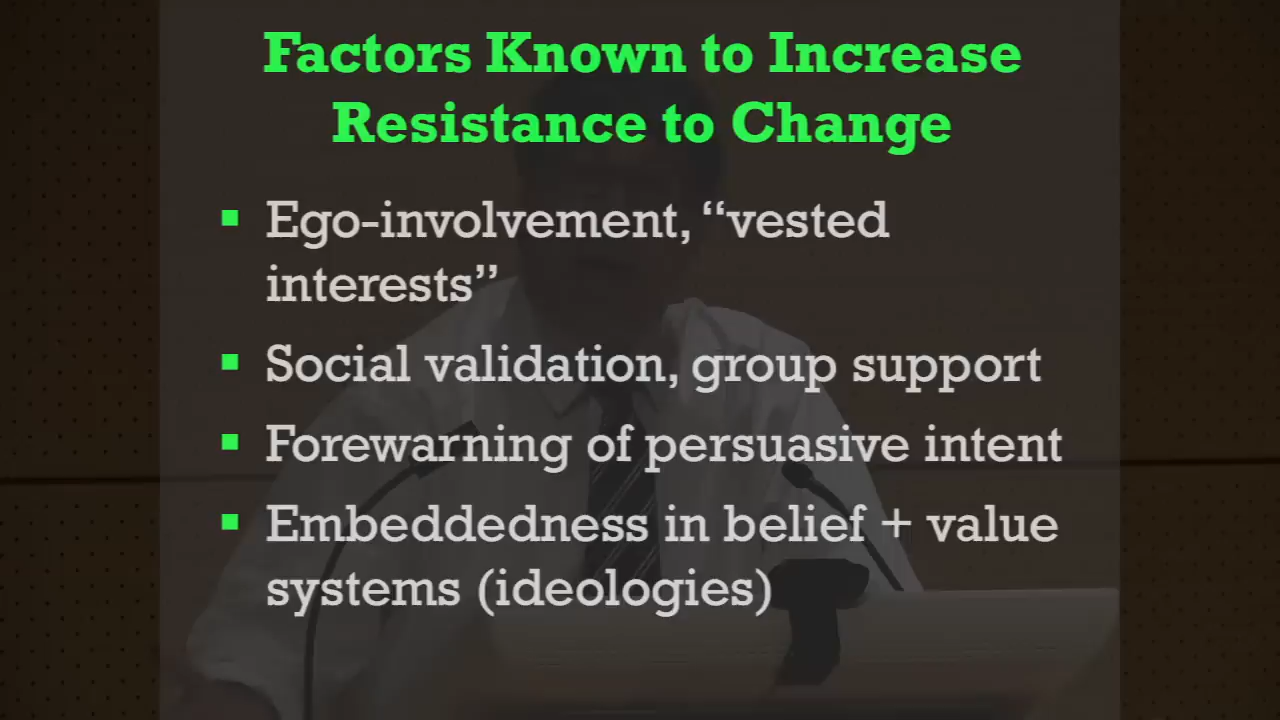 Factors Known to Increase
Resistance to Change
▪ Ego-involvement, “vested
interests”
▪ Social validation, group support
▪ Forewarning of persuasive intent
▪ Embeddedness in belief + value
systems (ideologies)